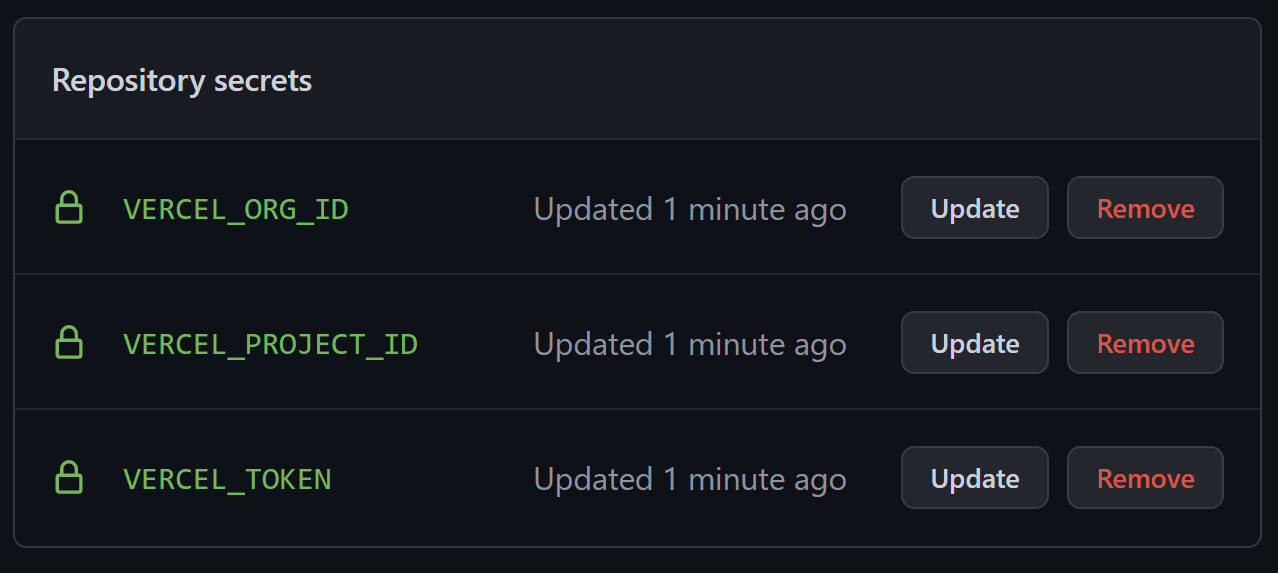 Repository secrets
VERCEL_ORG_ID Updated 1 minute ago Update Remove
VERCEL_PROJECT_ID Updated 1 minute ago Update Remove
VERCEL_TOKEN Updated 1 minute ago Update Remove